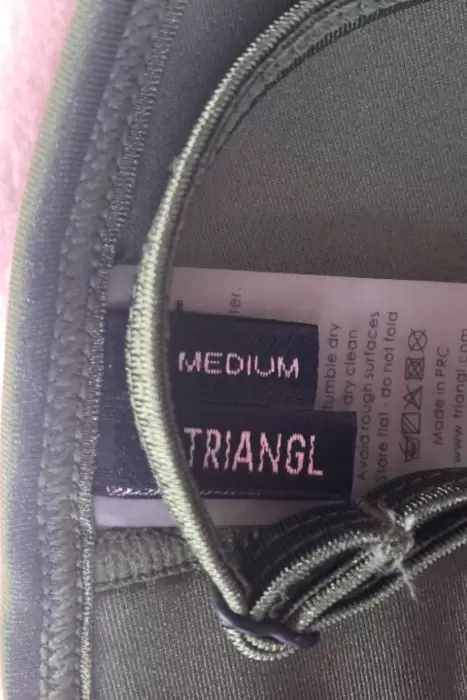 MEDIUM
TRIANGL
ter.
tumble dry
dry clean
Avoid rough surfaces.
Store flat - do not fold
Made in PRC
www.triangl.com